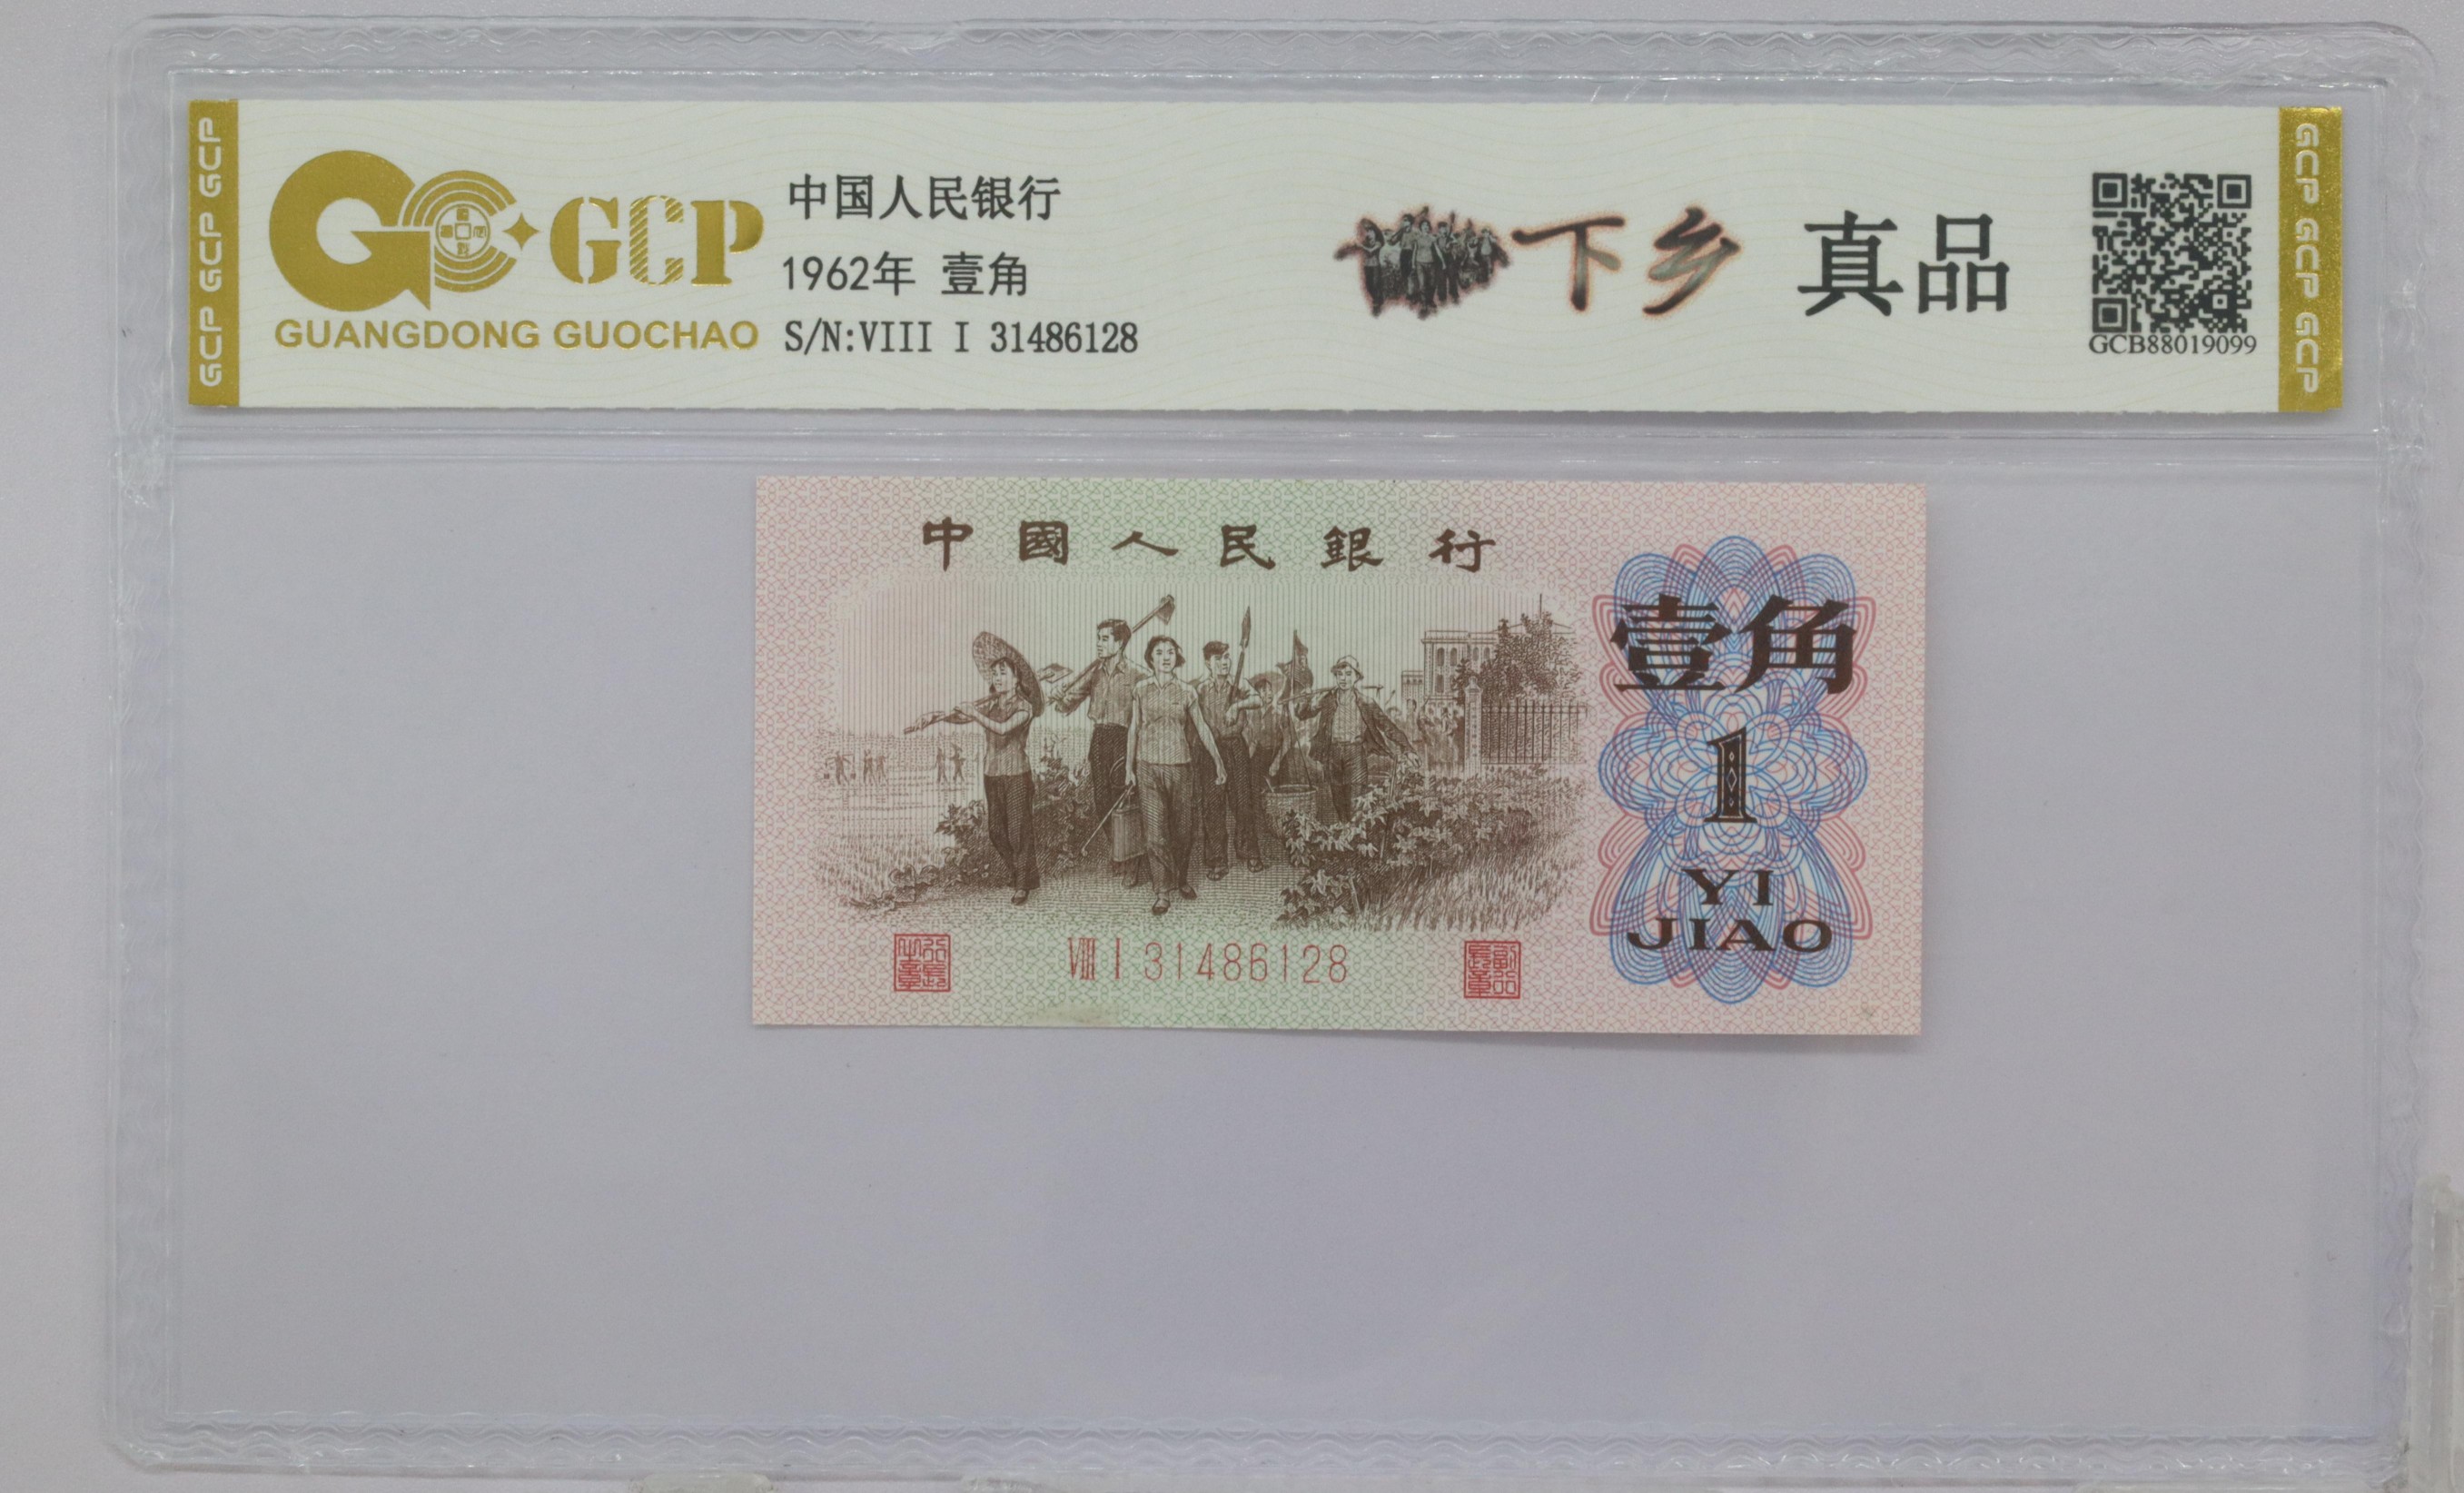 GCP GCP GCP
GCP
GUANGDONG GUOCHAO
中国人民银行
1962年 壹角
S/N:VIII I 31486128
下乡 真品
GCB88019099
GCP GCP GCP
中國人民銀行
壹角
1
YI
JIAO
VIII I 31486128